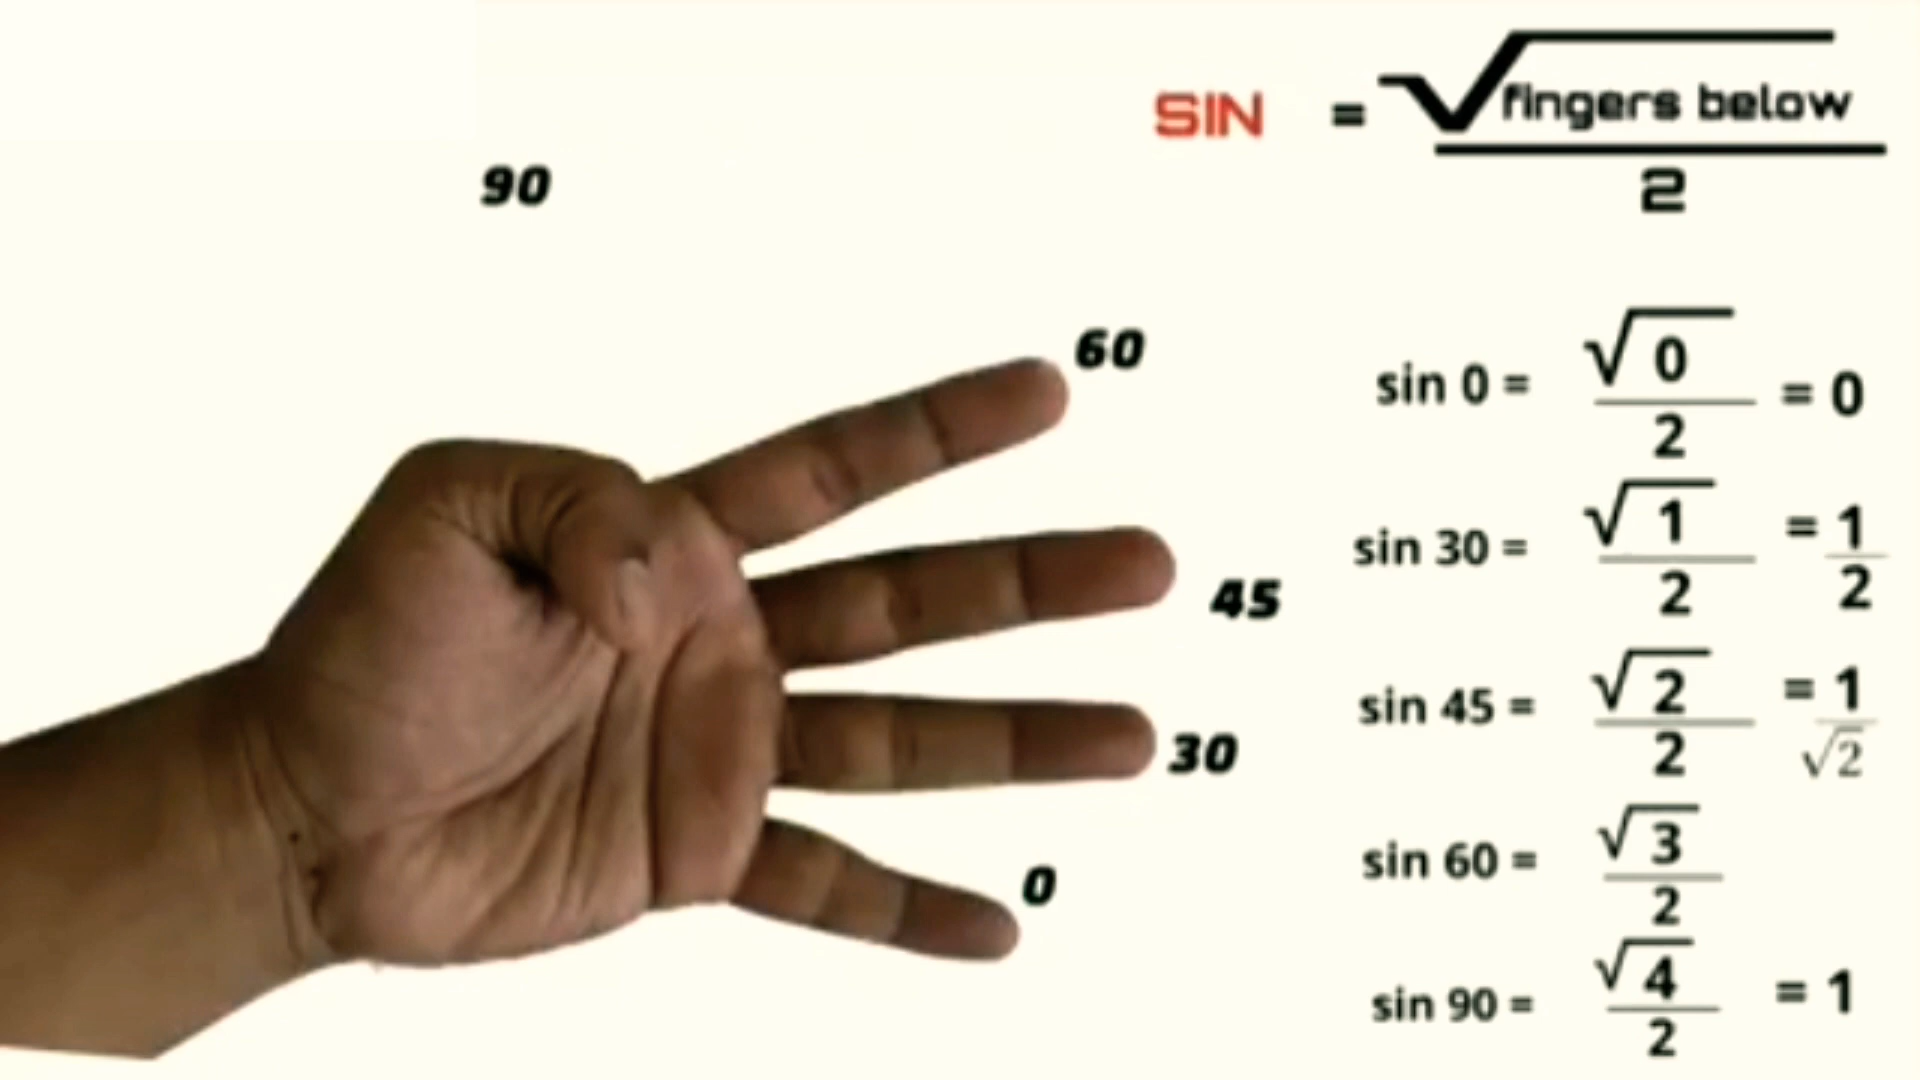 SIN = √fingers below / 2
90
60
45
30
0
sin 0 = √0 / 2 = 0
sin 30 = √1 / 2 = 1 / 2
sin 45 = √2 / 2 = 1 / √2
sin 60 = √3 / 2
sin 90 = √4 / 2 = 1